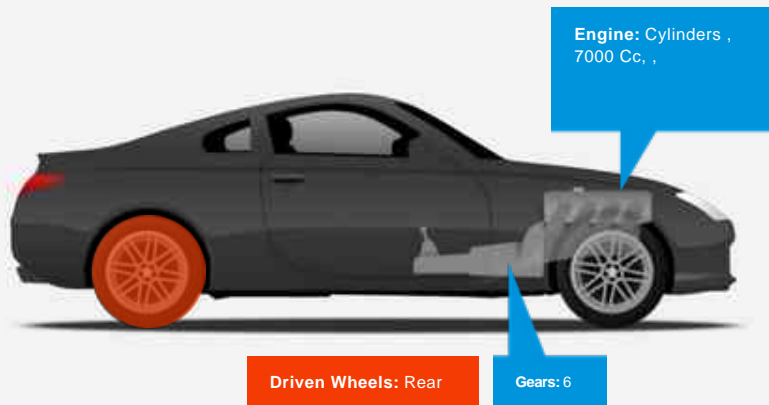 Engine: Cylinders ,
7000 Cc, ,
Driven Wheels: Rear
Gears: 6